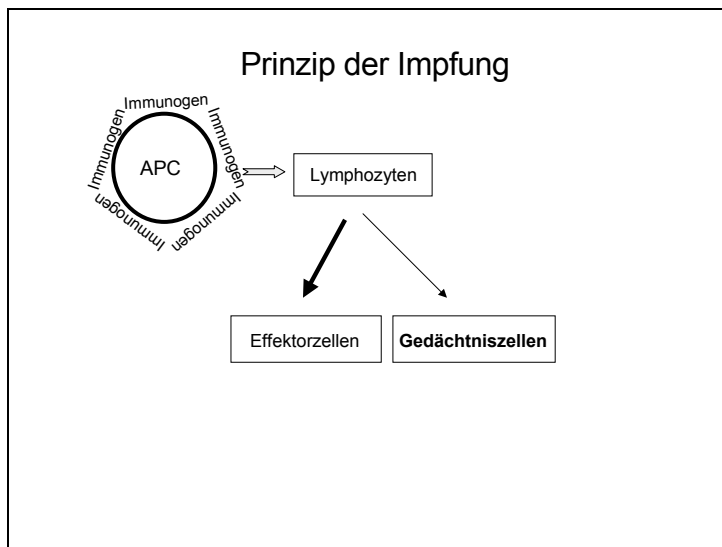 Prinzip der Impfung
Immunogen
Immunogen
Immunogen
Immunogen
Immunogen
APC
Lymphozyten
Effektorzellen
Gedächtniszellen